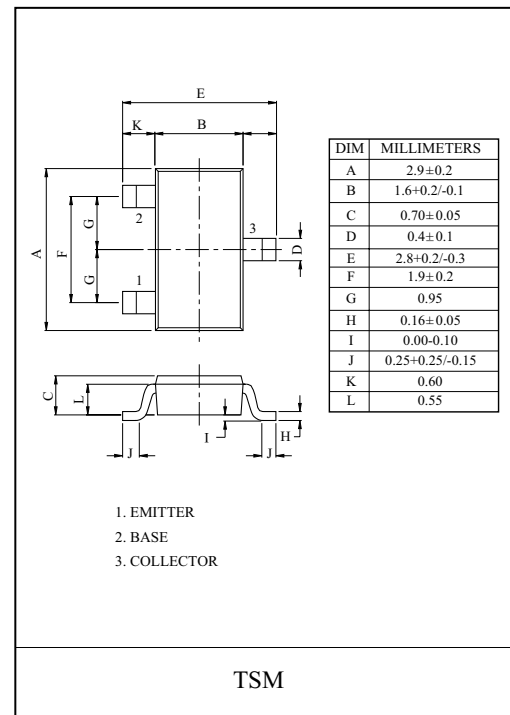 E
K B
DIM MILLIMETERS
A 2.9±0.2
B 1.6+0.2/-0.1
C 0.70±0.05
D 0.4±0.1
E 2.8+0.2/-0.3
F 1.9±0.2
G 0.95
H 0.16±0.05
I 0.00-0.10
J 0.25+0.25/-0.15
K 0.60
L 0.55
2 3
G
A F D
G
1
C L
I H
J J
1. EMITTER
2. BASE
3. COLLECTOR
TSM